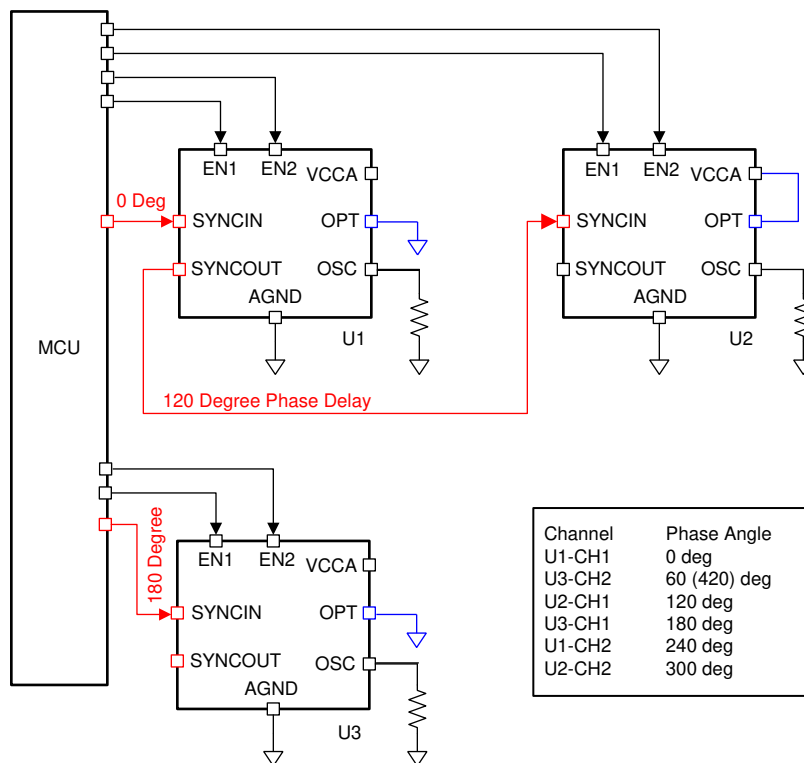 MCU
EN1 EN2
VCCA
0 Deg
SYNCIN
OPT
SYNCOUT
OSC
AGND
U1
EN1 EN2
VCCA
SYNCIN
OPT
SYNCOUT
OSC
AGND
U2
120 Degree Phase Delay
180 Degree
EN1 EN2
VCCA
SYNCIN
OPT
SYNCOUT
OSC
AGND
U3
Channel Phase Angle
U1-CH1 0 deg
U3-CH2 60 (420) deg
U2-CH1 120 deg
U3-CH1 180 deg
U1-CH2 240 deg
U2-CH2 300 deg